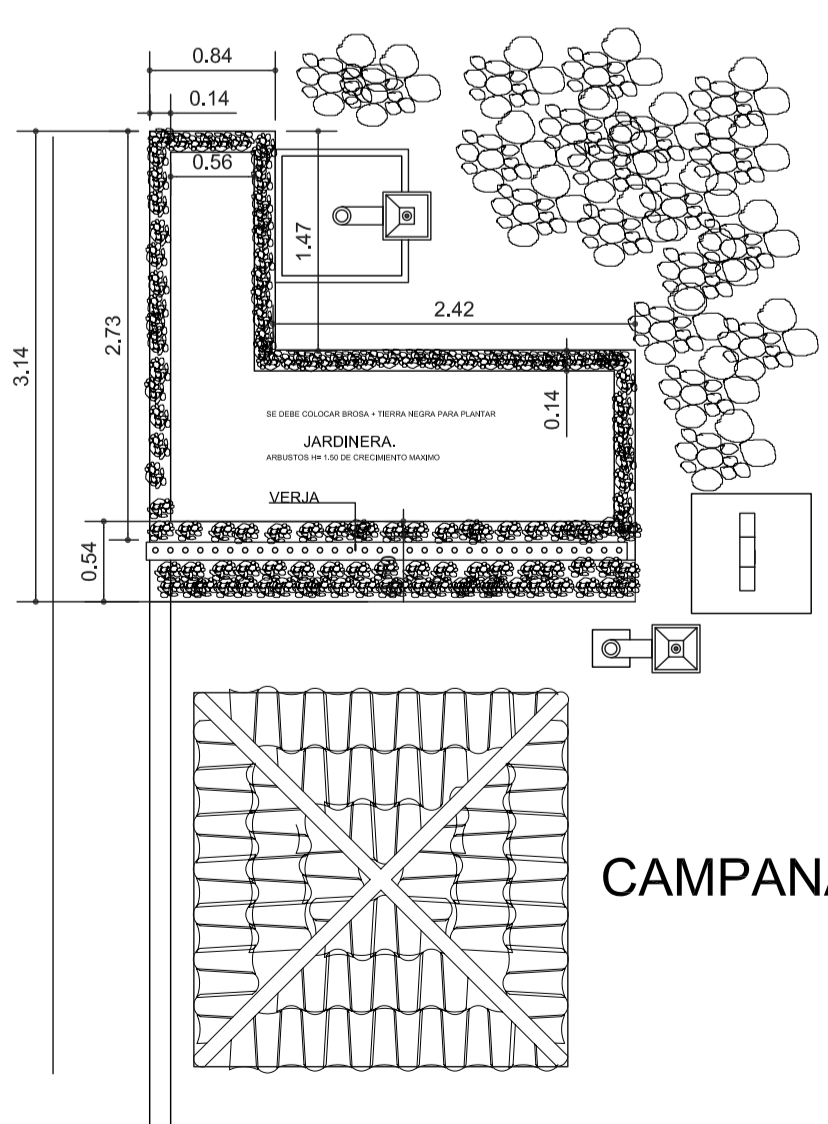 0.84
0.14
0.56
1.47
2.42
2.73
3.14
0.14
SE DEBE COLOCAR BROSA + TIERRA NEGRA PARA PLANTAR
JARDINERA.
ARBUSTOS H= 1.50 DE CRECIMIENTO MAXIMO
VERJA
0.54
CAMPANA